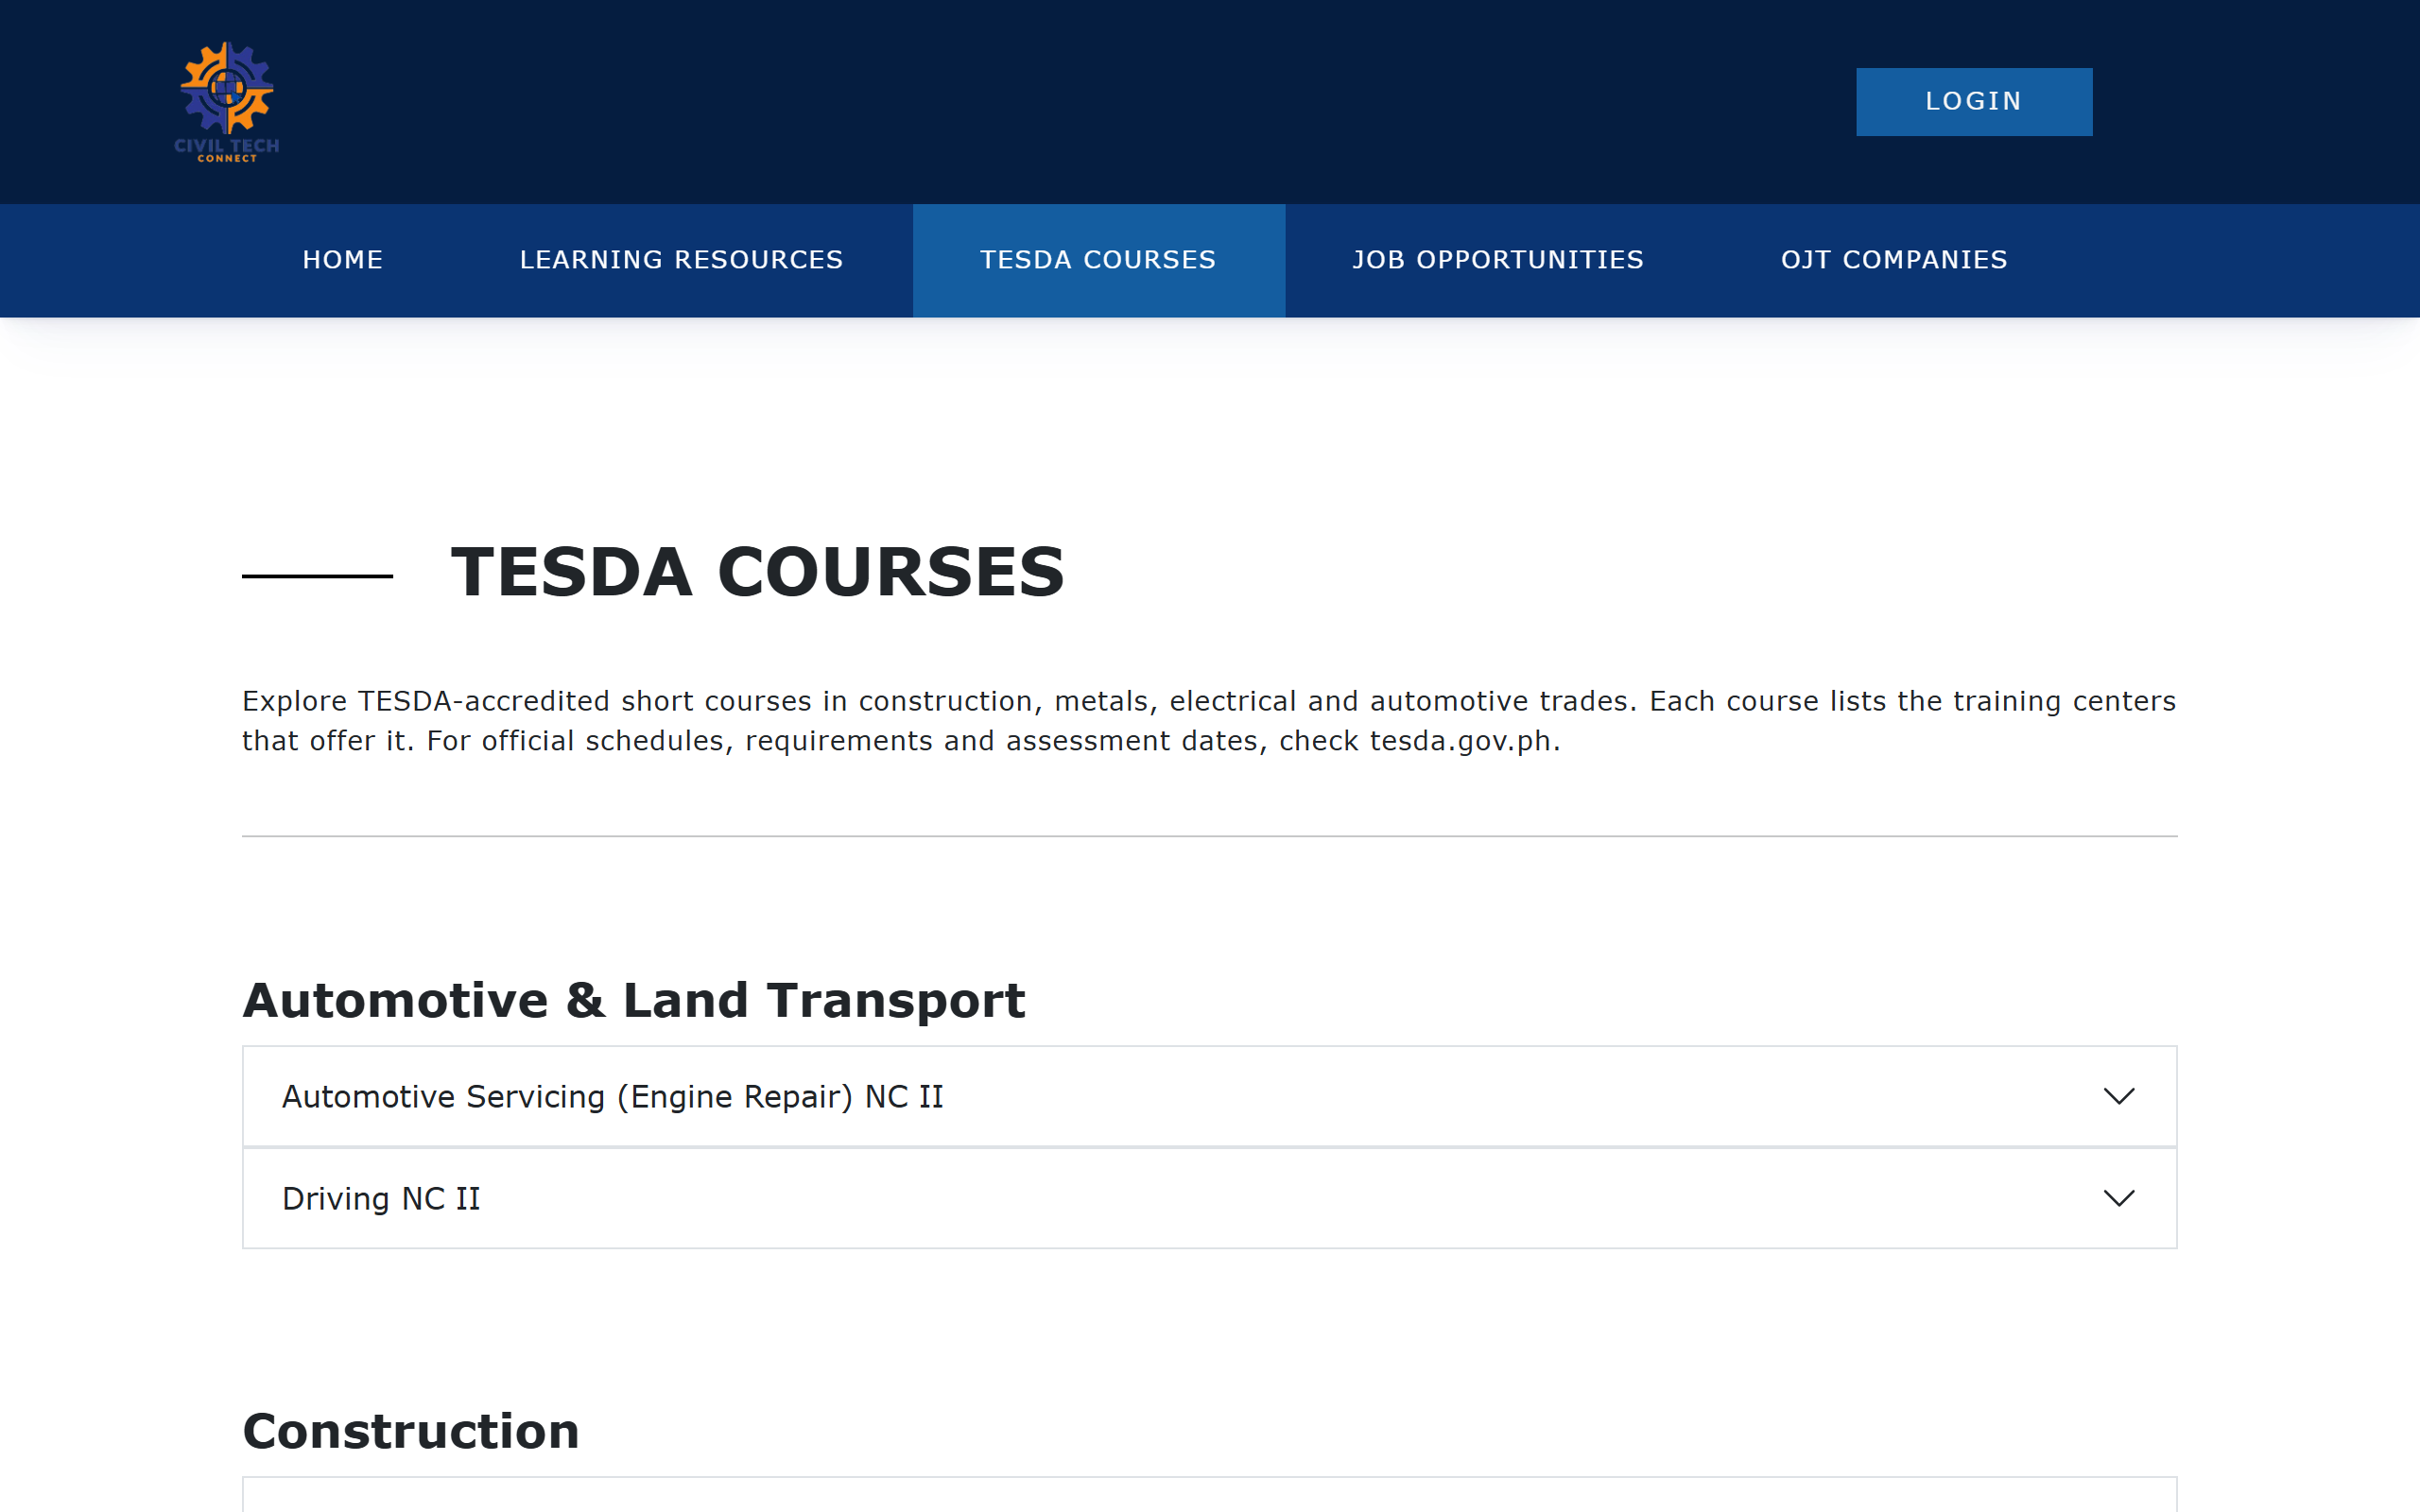 CIVIL TECH
CONNECT
LOGIN
HOME
LEARNING RESOURCES
TESDA COURSES
JOB OPPORTUNITIES
OJT COMPANIES
TESDA COURSES
Explore TESDA-accredited short courses in construction, metals, electrical and automotive trades. Each course lists the training centers
that offer it. For official schedules, requirements and assessment dates, check tesda.gov.ph.
Automotive & Land Transport
Automotive Servicing (Engine Repair) NC II
Driving NC II
Construction